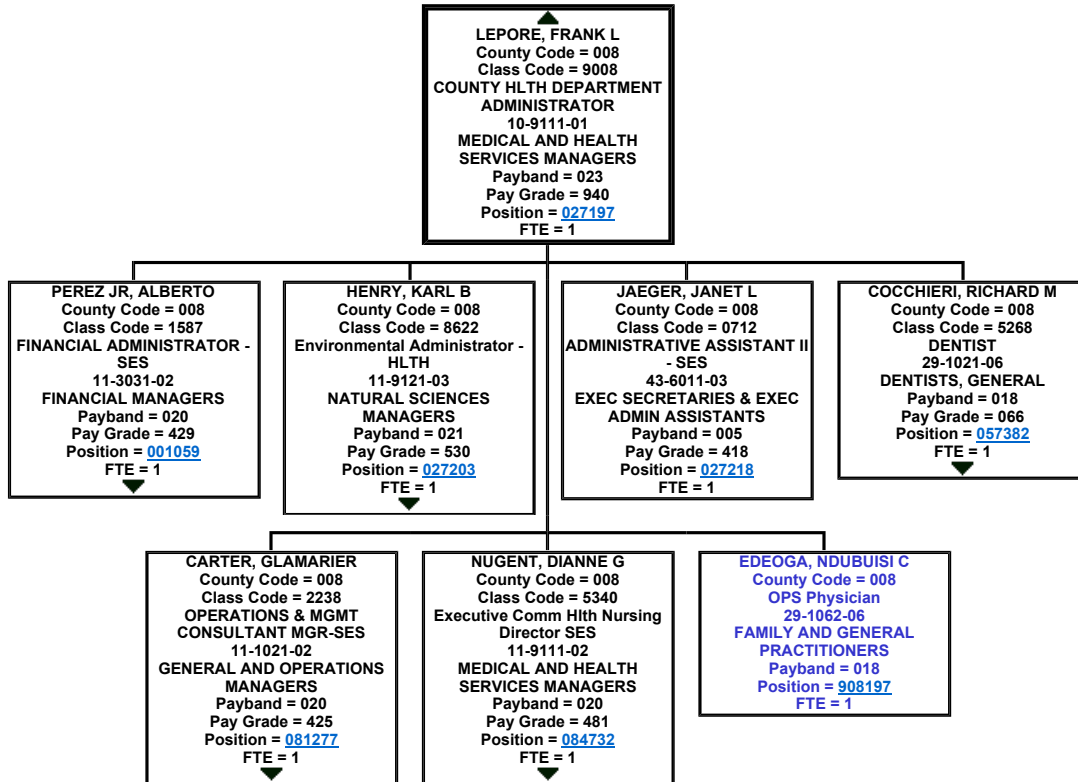 LEPORE, FRANK L
County Code = 008
Class Code = 9008
COUNTY HLTH DEPARTMENT
ADMINISTRATOR
10-9111-01
MEDICAL AND HEALTH
SERVICES MANAGERS
Payband = 023
Pay Grade = 940
Position = 027197
FTE = 1
PEREZ JR, ALBERTO
County Code = 008
Class Code = 1587
FINANCIAL ADMINISTRATOR -
SES
11-3031-02
FINANCIAL MANAGERS
Payband = 020
Pay Grade = 429
Position = 001059
FTE = 1
HENRY, KARL B
County Code = 008
Class Code = 8622
Environmental Administrator -
HLTH
11-9121-03
NATURAL SCIENCES
MANAGERS
Payband = 021
Pay Grade = 530
Position = 027203
FTE = 1
JAEGER, JANET L
County Code = 008
Class Code = 0712
ADMINISTRATIVE ASSISTANT II
- SES
43-6011-03
EXEC SECRETARIES & EXEC
ADMIN ASSISTANTS
Payband = 005
Pay Grade = 418
Position = 027218
FTE = 1
COCCHIERI, RICHARD M
County Code = 008
Class Code = 5268
DENTIST
29-1021-06
DENTISTS, GENERAL
Payband = 018
Pay Grade = 066
Position = 057382
FTE = 1
CARTER, GLAMARIER
County Code = 008
Class Code = 2238
OPERATIONS & MGMT
CONSULTANT MGR-SES
11-1021-02
GENERAL AND OPERATIONS
MANAGERS
Payband = 020
Pay Grade = 425
Position = 081277
FTE = 1
NUGENT, DIANNE G
County Code = 008
Class Code = 5340
Executive Comm Hlth Nursing
Director SES
11-9111-02
MEDICAL AND HEALTH
SERVICES MANAGERS
Payband = 020
Pay Grade = 481
Position = 084732
FTE = 1
EDEOGA, NDUBUISI C
County Code = 008
OPS Physician
29-1062-06
FAMILY AND GENERAL
PRACTITIONERS
Payband = 018
Position = 908197
FTE = 1